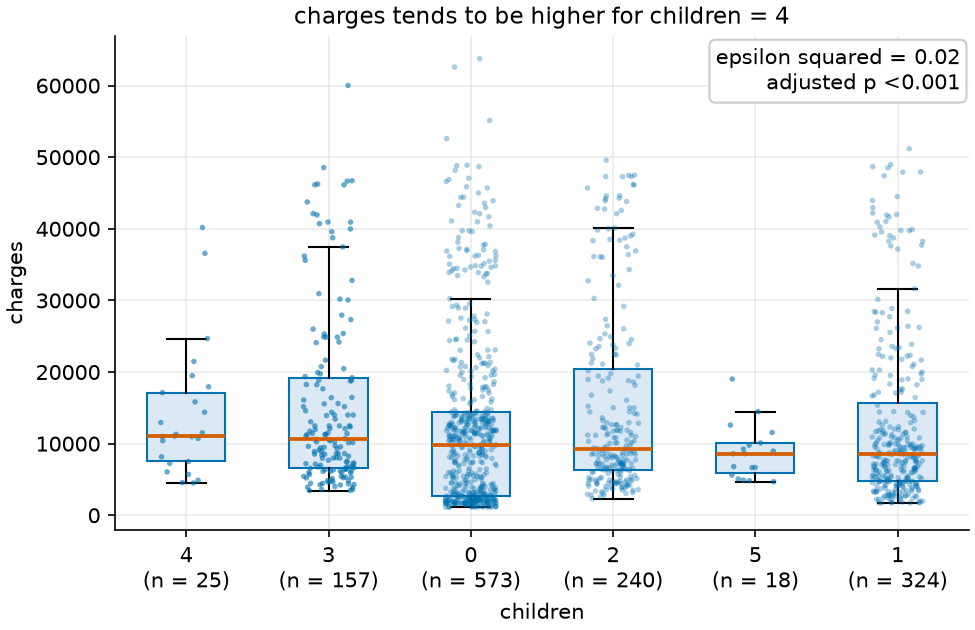 charges tends to be higher for children = 4
epsilon squared = 0.02
adjusted p <0.001
charges
60000
50000
40000
30000
20000
10000
0
4 3 0 2 5 1
(n = 25) (n = 157) (n = 573) (n = 240) (n = 18) (n = 324)
children